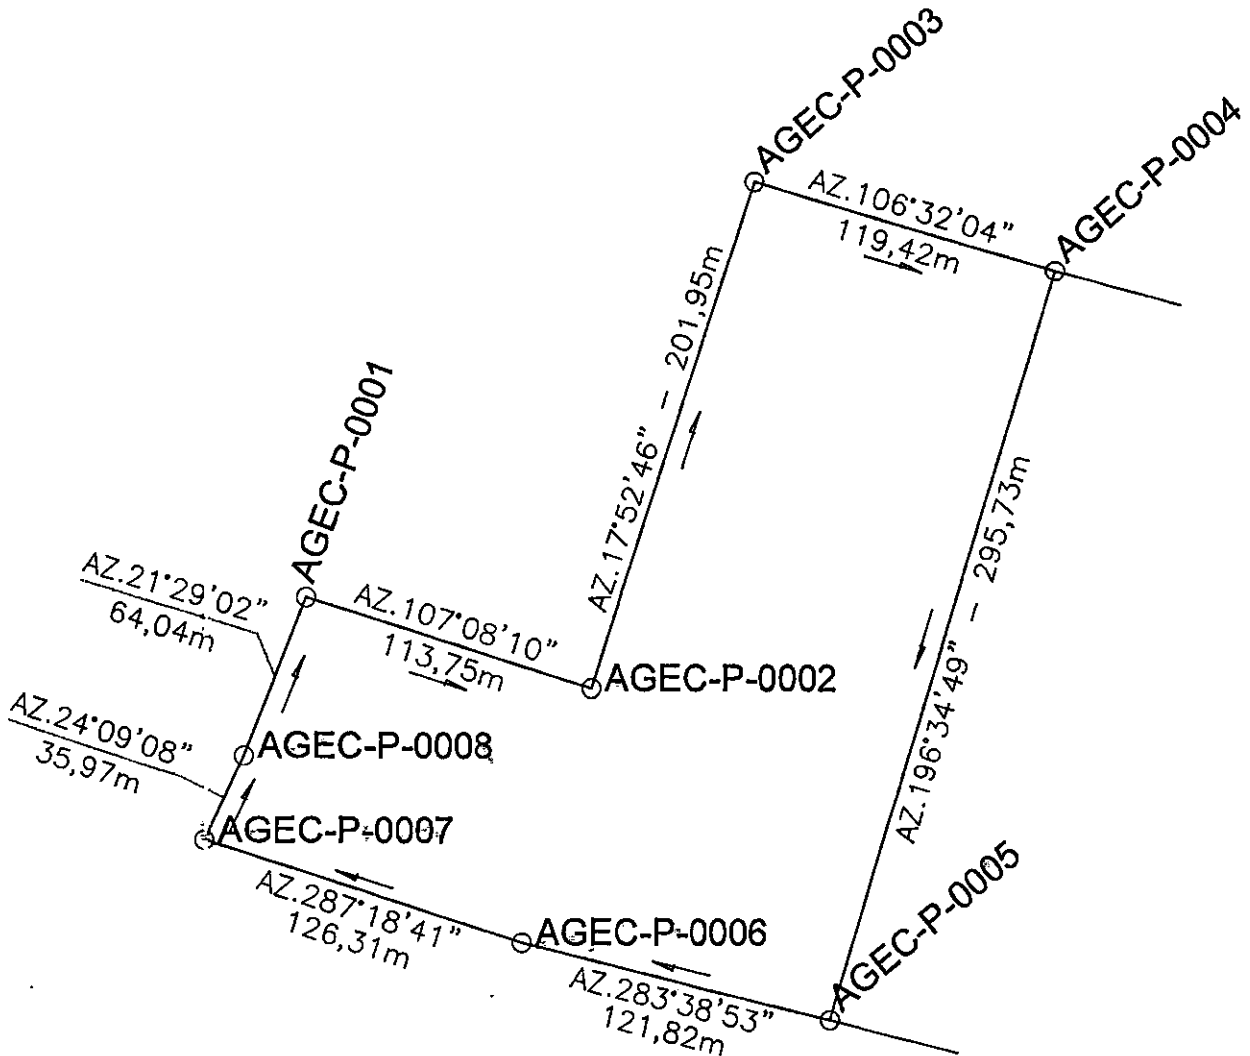 AGEC-P-0003
AGEC-P-0004
AZ.106°32'04"
119,42m
AZ.17°52'46" - 201,95m
AGEC-P-0001
AZ.21°29'02"
64,04m
AZ.107°08'10"
113,75m
AGEC-P-0002
AZ.196°34'49" - 295,73m
AZ.24°09'08"
35,97m
AGEC-P-0008
AGEC-P-0007
AZ.287°18'41"
126,31m
AGEC-P-0006
AGEC-P-0005
AZ.283°38'53"
121,82m